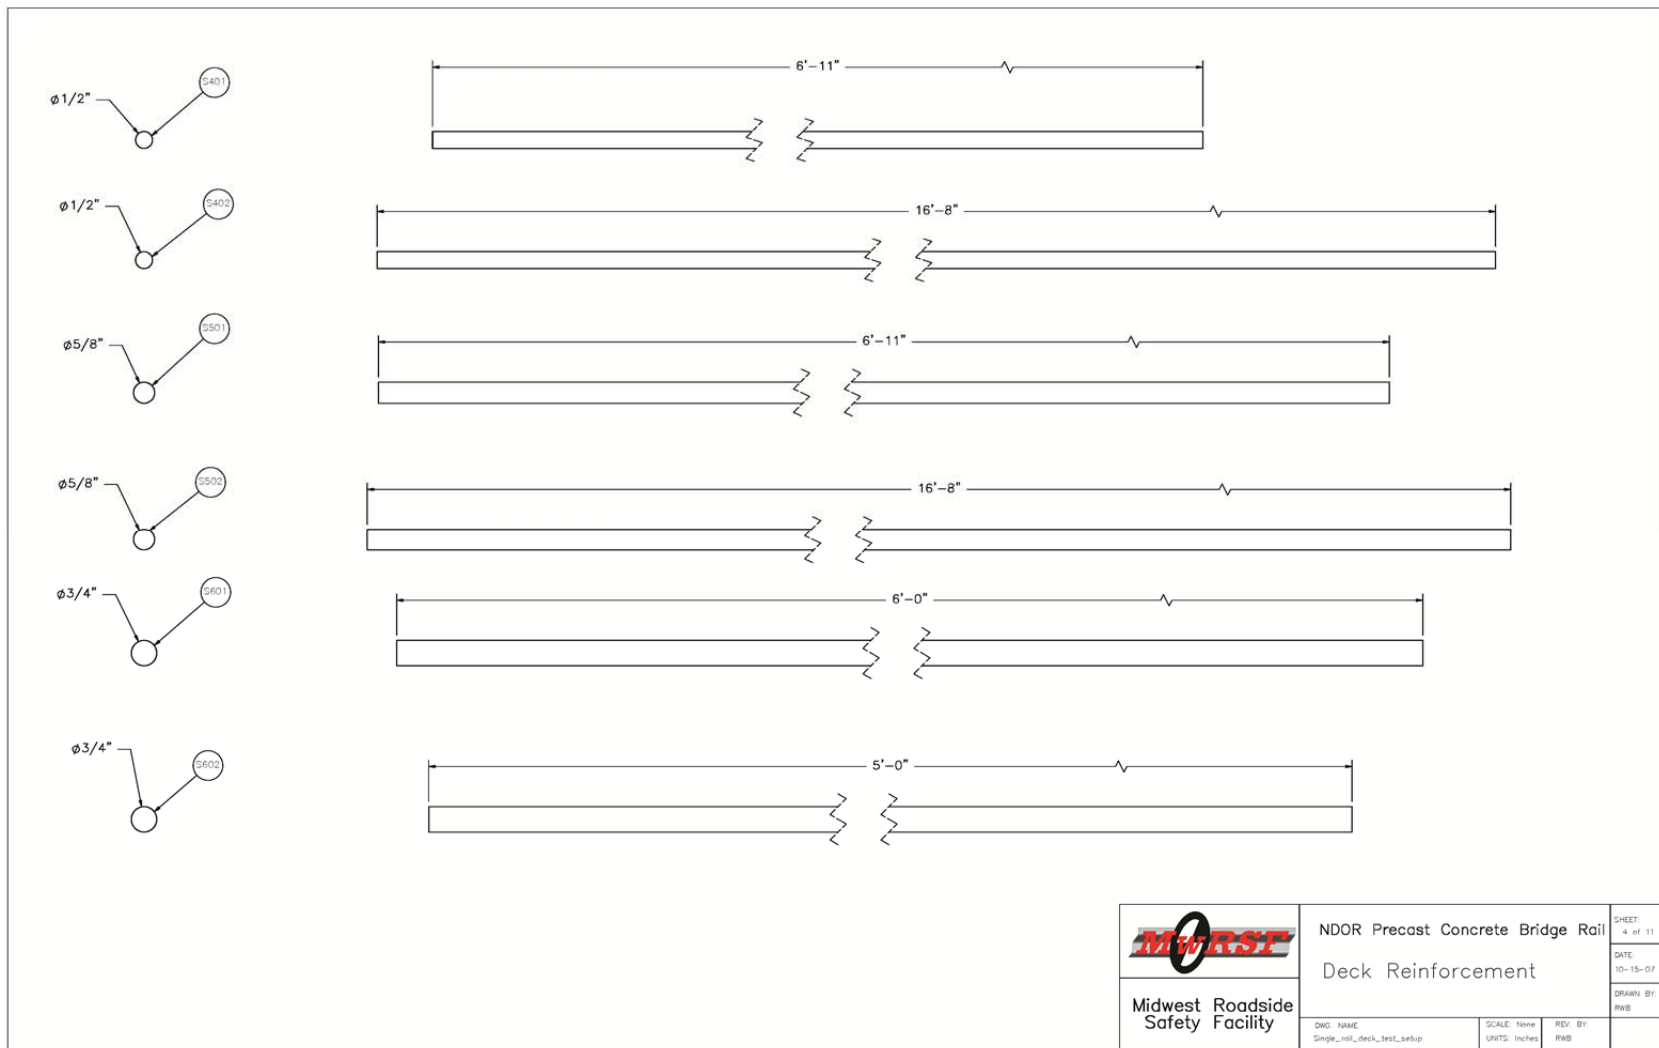 S401
ø1/2"
6'-11"
S402
ø1/2"
16'-8"
S501
ø5/8"
6'-11"
S502
ø5/8"
16'-8"
S601
ø3/4"
6'-0"
S602
ø3/4"
5'-0"
MwRSF
Midwest Roadside
Safety Facility
NDOR Precast Concrete Bridge Rail
Deck Reinforcement
DWG. NAME.
Single_rail_deck_test_setup
SCALE: None
UNITS: Inches
REV. BY:
RWB
SHEET:
4 of 11
DATE:
10-15-07
DRAWN BY:
RWB